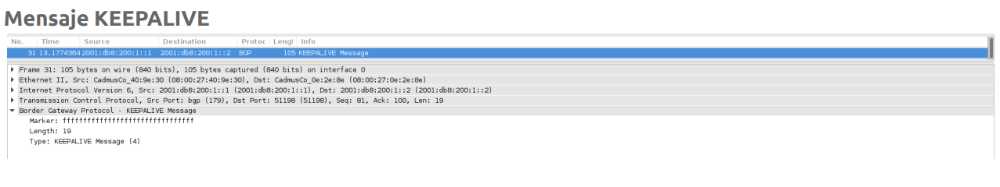 Mensaje KEEPALIVE
No. Time Source Destination Protoc Lengt Info
31 13.1774364 2001:db8:200:1::1 2001:db8:200:1::2 BGP 105 KEEPALIVE Message
Frame 31: 105 bytes on wire (840 bits), 105 bytes captured (840 bits) on interface 0
Ethernet II, Src: CadmusCo_40:9e:30 (08:00:27:40:9e:30), Dst: CadmusCo_0e:2e:8e (08:00:27:0e:2e:8e)
Internet Protocol Version 6, Src: 2001:db8:200:1::1 (2001:db8:200:1::1), Dst: 2001:db8:200:1::2 (2001:db8:200:1::2)
Transmission Control Protocol, Src Port: bgp (179), Dst Port: 51198 (51198), Seq: 81, Ack: 100, Len: 19
Border Gateway Protocol - KEEPALIVE Message
Marker: ffffffffffffffffffffffffffffffff
Length: 19
Type: KEEPALIVE Message (4)